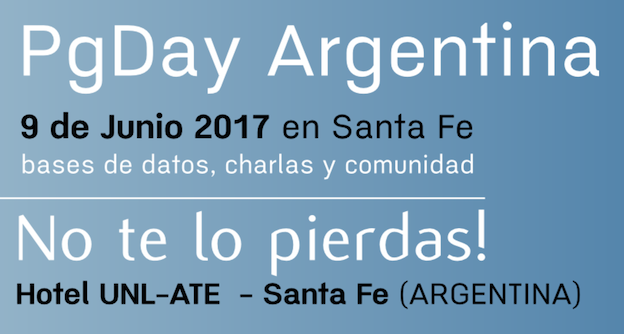 PgDay Argentina
9 de Junio 2017 en Santa Fe
bases de datos, charlas y comunidad
No te lo pierdas!
Hotel UNL-ATE - Santa Fe (ARGENTINA)